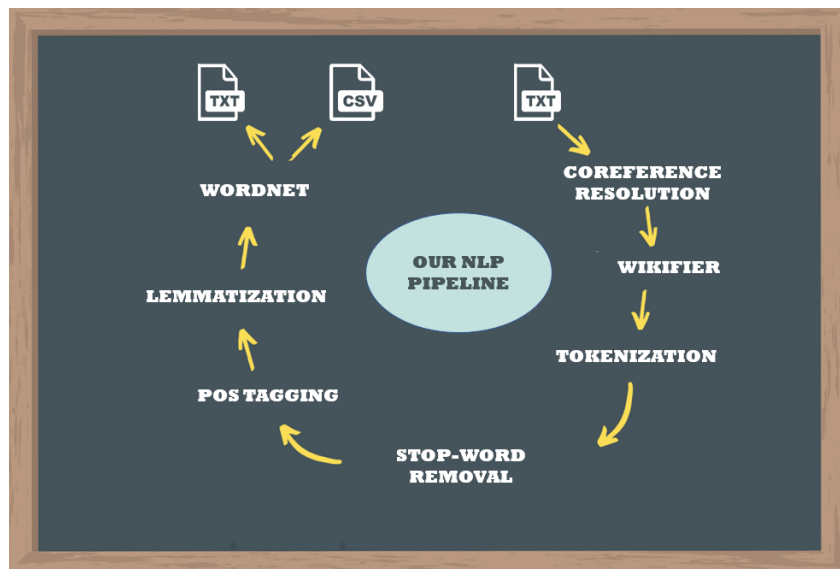 TXT
CSV
TXT
COREFERENCE
RESOLUTION
WORDNET
OUR NLP
PIPELINE
WIKIFIER
LEMMATIZATION
TOKENIZATION
POS TAGGING
STOP-WORD
REMOVAL